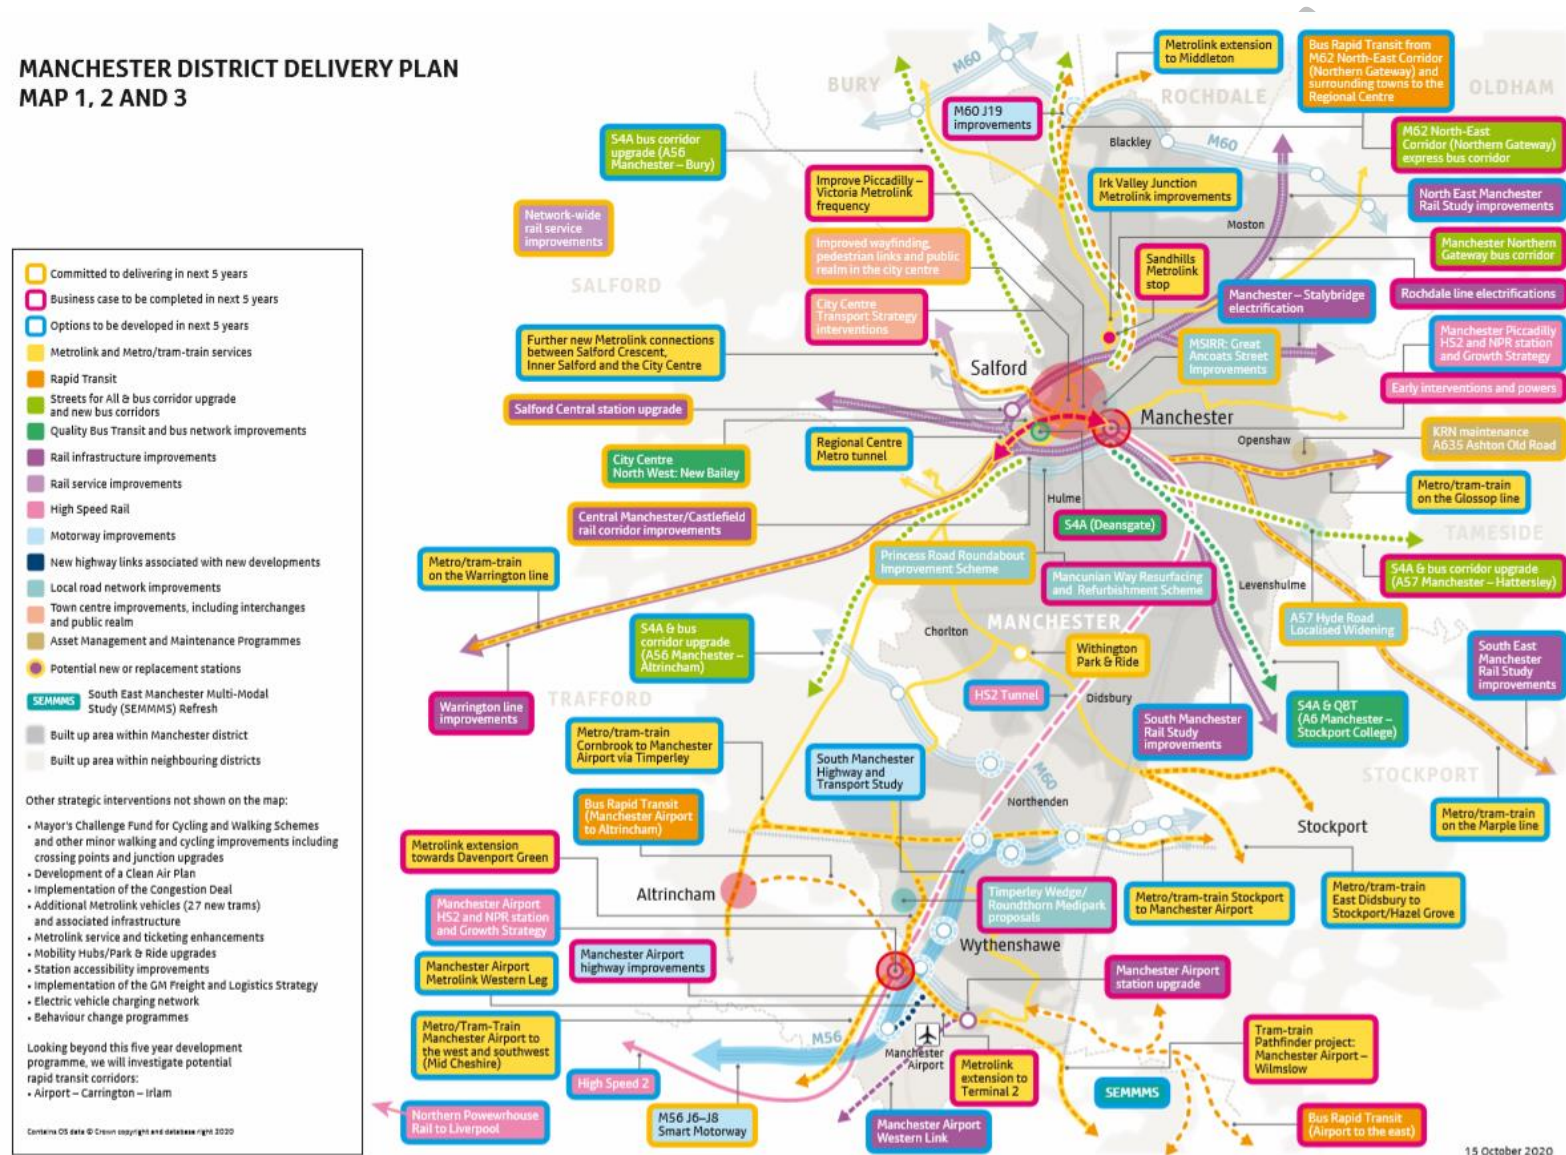 MANCHESTER DISTRICT DELIVERY PLAN
MAP 1, 2 AND 3
Committed to delivering in next 5 years
Business case to be completed in next 5 years
Options to be developed in next 5 years
Metrolink and Metro/tram-train services
Rapid Transit
Streets for All & bus corridor upgrade
and new bus corridors
Quality Bus Transit and bus network improvements
Rail infrastructure improvements
Rail service improvements
High Speed Rail
Motorway improvements
New highway links associated with new developments
Local road network improvements
Town centre improvements, including interchanges
and public realm
Asset Management and Maintenance Programmes
Potential new or replacement stations
SEMMMS
South East Manchester Multi-Modal
Study (SEMMMS) Refresh
Built up area within Manchester district
Built up area within neighbouring districts
Other strategic interventions not shown on the map:
• Mayor's Challenge Fund for Cycling and Walking Schemes
and other minor walking and cycling improvements including
crossing points and junction upgrades
• Development of a Clean Air Plan
• Implementation of the Congestion Deal
• Additional Metrolink vehicles (27 new trams)
and associated infrastructure
• Metrolink service and ticketing enhancements
• Mobility Hubs/Park & Ride upgrades
• Station accessibility improvements
• Implementation of the GM Freight and Logistics Strategy
• Electric vehicle charging network
• Behaviour change programmes
Looking beyond this five year development
programme, we will investigate potential
rapid transit corridors:
• Airport – Carrington – Irlam
Contains OS data © Crown copyright and database right 2020
BURY
M60
Metrolink extension
to Middleton
Bus Rapid Transit from
M62 North-East Corridor
(Northern Gateway) and
surrounding towns to the
Regional Centre
ROCHDALE
OLDHAM
M60 J19
improvements
S4A bus corridor
upgrade (A56
Manchester – Bury)
Blackley
M60
M62 North-East
Corridor (Northern Gateway)
express bus corridor
Improve Piccadilly –
Victoria Metrolink
frequency
Irk Valley Junction
Metrolink improvements
North East Manchester
Rail Study improvements
Network-wide
rail service
improvements
Moston
Improved wayfinding,
pedestrian links and public
realm in the city centre
Sandhills
Metrolink
stop
Manchester Northern
Gateway bus corridor
SALFORD
Manchester – Stalybridge
electrification
Rochdale line electrifications
City Centre
Transport Strategy
interventions
Further new Metrolink connections
between Salford Crescent,
Inner Salford and the City Centre
MSIRR: Great
Ancoats Street
Improvements
Manchester Piccadilly
HS2 and NPR station
and Growth Strategy
Salford
Early interventions and powers
Salford Central station upgrade
Manchester
Regional Centre
Metro tunnel
Openshaw
KRN maintenance
A635 Ashton Old Road
City Centre
North West: New Bailey
Metro/tram-train
on the Glossop line
Hulme
Central Manchester/Castlefield
rail corridor improvements
S4A (Deansgate)
TAMESIDE
Metro/tram-train
on the Warrington line
Princess Road Roundabout
Improvement Scheme
Mancunian Way Resurfacing
and Refurbishment Scheme
Levenshulme
S4A & bus corridor upgrade
(A57 Manchester – Hattersley)
MANCHESTER
A57 Hyde Road
Localised Widening
S4A & bus
corridor upgrade
(A56 Manchester –
Altrincham)
Chorlton
Withington
Park & Ride
South East
Manchester
Rail Study
improvements
TRAFFORD
HS2 Tunnel
Didsbury
Warrington line
improvements
South Manchester
Rail Study
improvements
S4A & QBT
(A6 Manchester –
Stockport College)
Metro/tram-train
Cornbrook to Manchester
Airport via Timperley
South Manchester
Highway and
Transport Study
M60
STOCKPORT
Northenden
Bus Rapid Transit
(Manchester Airport
to Altrincham)
Stockport
Metro/tram-train
on the Marple line
Metrolink extension
towards Davenport Green
Altrincham
Timperley Wedge/
Roundthorn Medipark
proposals
Metro/tram-train Stockport
to Manchester Airport
Metro/tram-train
East Didsbury to
Stockport/Hazel Grove
Manchester Airport
HS2 and NPR station
and Growth Strategy
Wythenshawe
Manchester Airport
highway improvements
Manchester Airport
Metrolink Western Leg
Manchester Airport
station upgrade
Metro/Tram-Train
Manchester Airport to
the west and southwest
(Mid Cheshire)
M56
Manchester
Airport
Metrolink
extension to
Terminal 2
Tram-train
Pathfinder project:
Manchester Airport –
Wilmslow
High Speed 2
SEMMMS
Northern Powewrhouse
Rail to Liverpool
M56 J6–J8
Smart Motorway
Manchester Airport
Western Link
Bus Rapid Transit
(Airport to the east)
15 October 2020